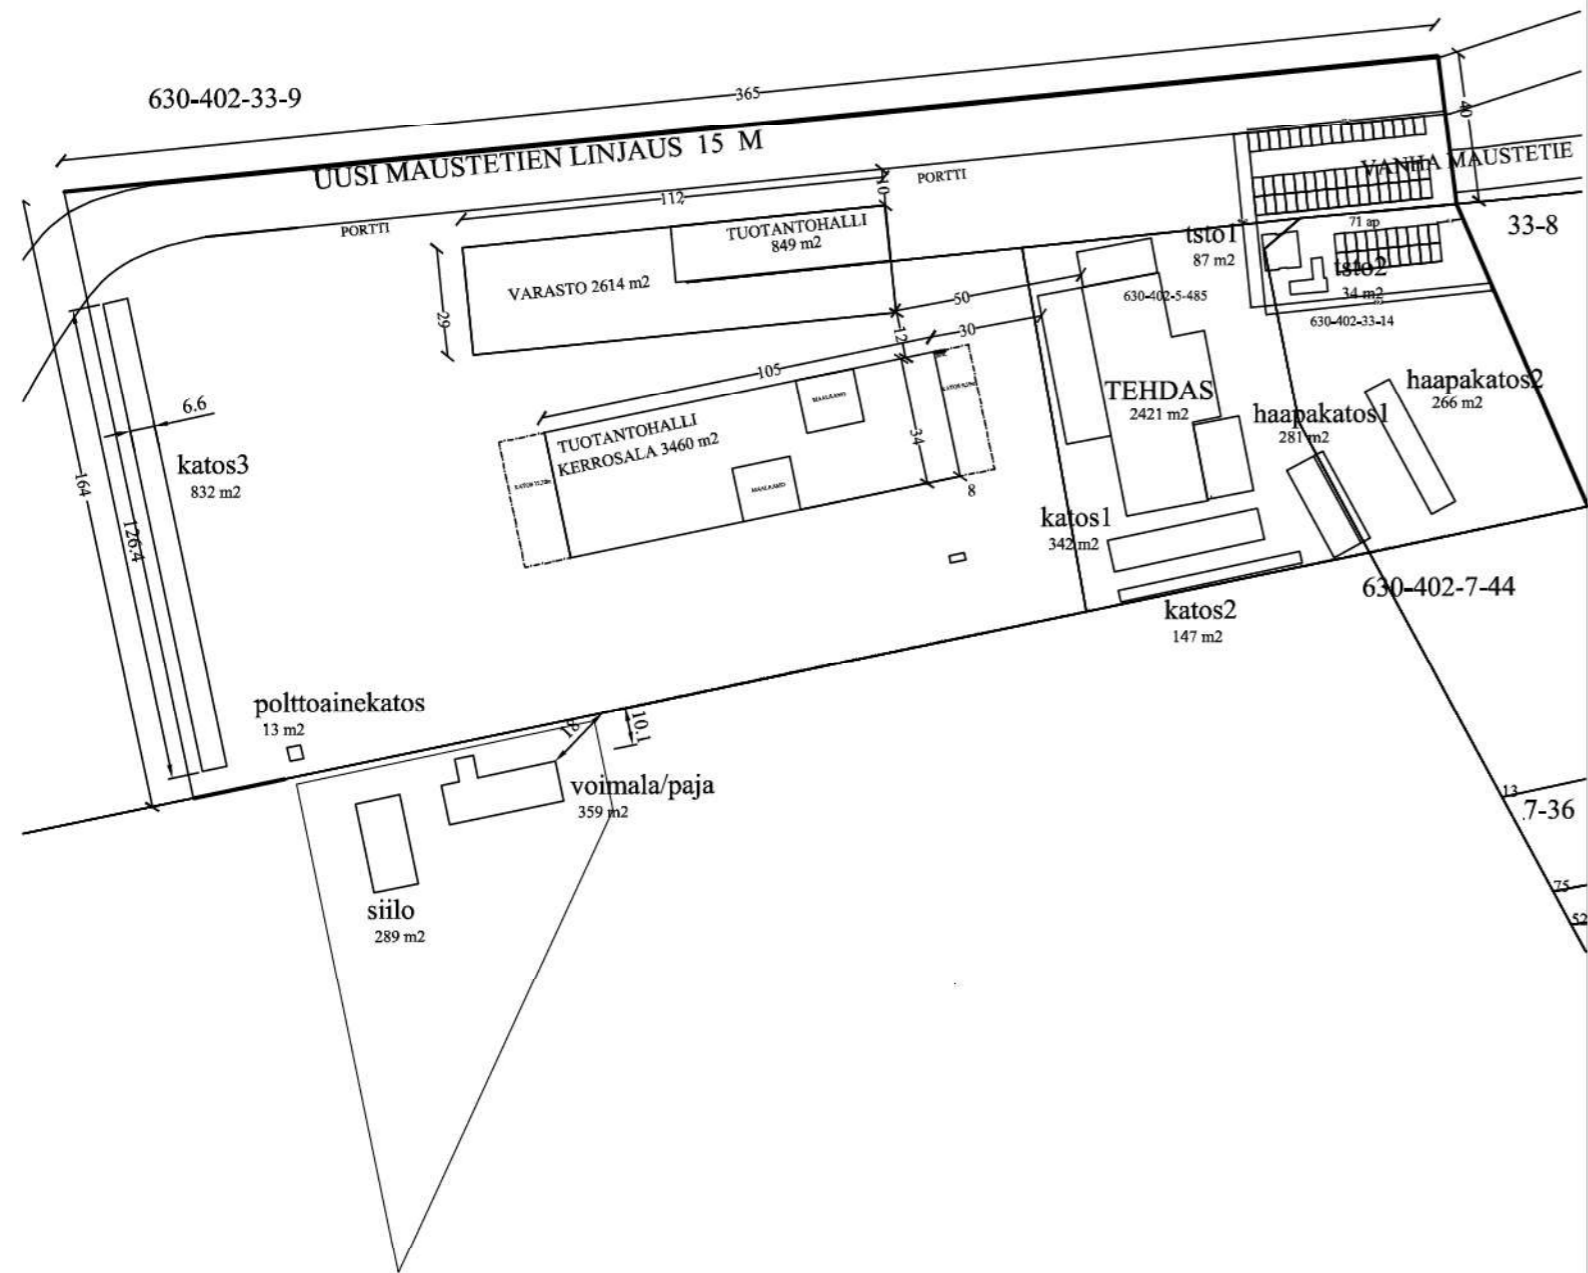 365
630-402-33-9
40
UUSI MAUSTETIEN LINJAUS 15 M
VANHA MAUSTETIE
PORTTI
10
112
PORTTI
71 ap
33-8
TUOTANTOHALLI
849 m2
tsto1
87 m2
tsto2
34 m2
VARASTO 2614 m2
50
630-402-5-485
630-402-33-14
29
12
30
105
6.6
TEHDAS
2421 m2
haapakatos1
281 m2
haapakatos2
266 m2
TUOTANTOHALLI
KERROSALA 3460 m2
MAALAAMO
34
katos3
832 m2
164
126.4
MAALAAMO
8
katos1
342 m2
630-402-7-44
katos2
147 m2
polttoainekatos
13 m2
18
10.1
voimala/paja
359 m2
13
7-36
siilo
289 m2
75
52